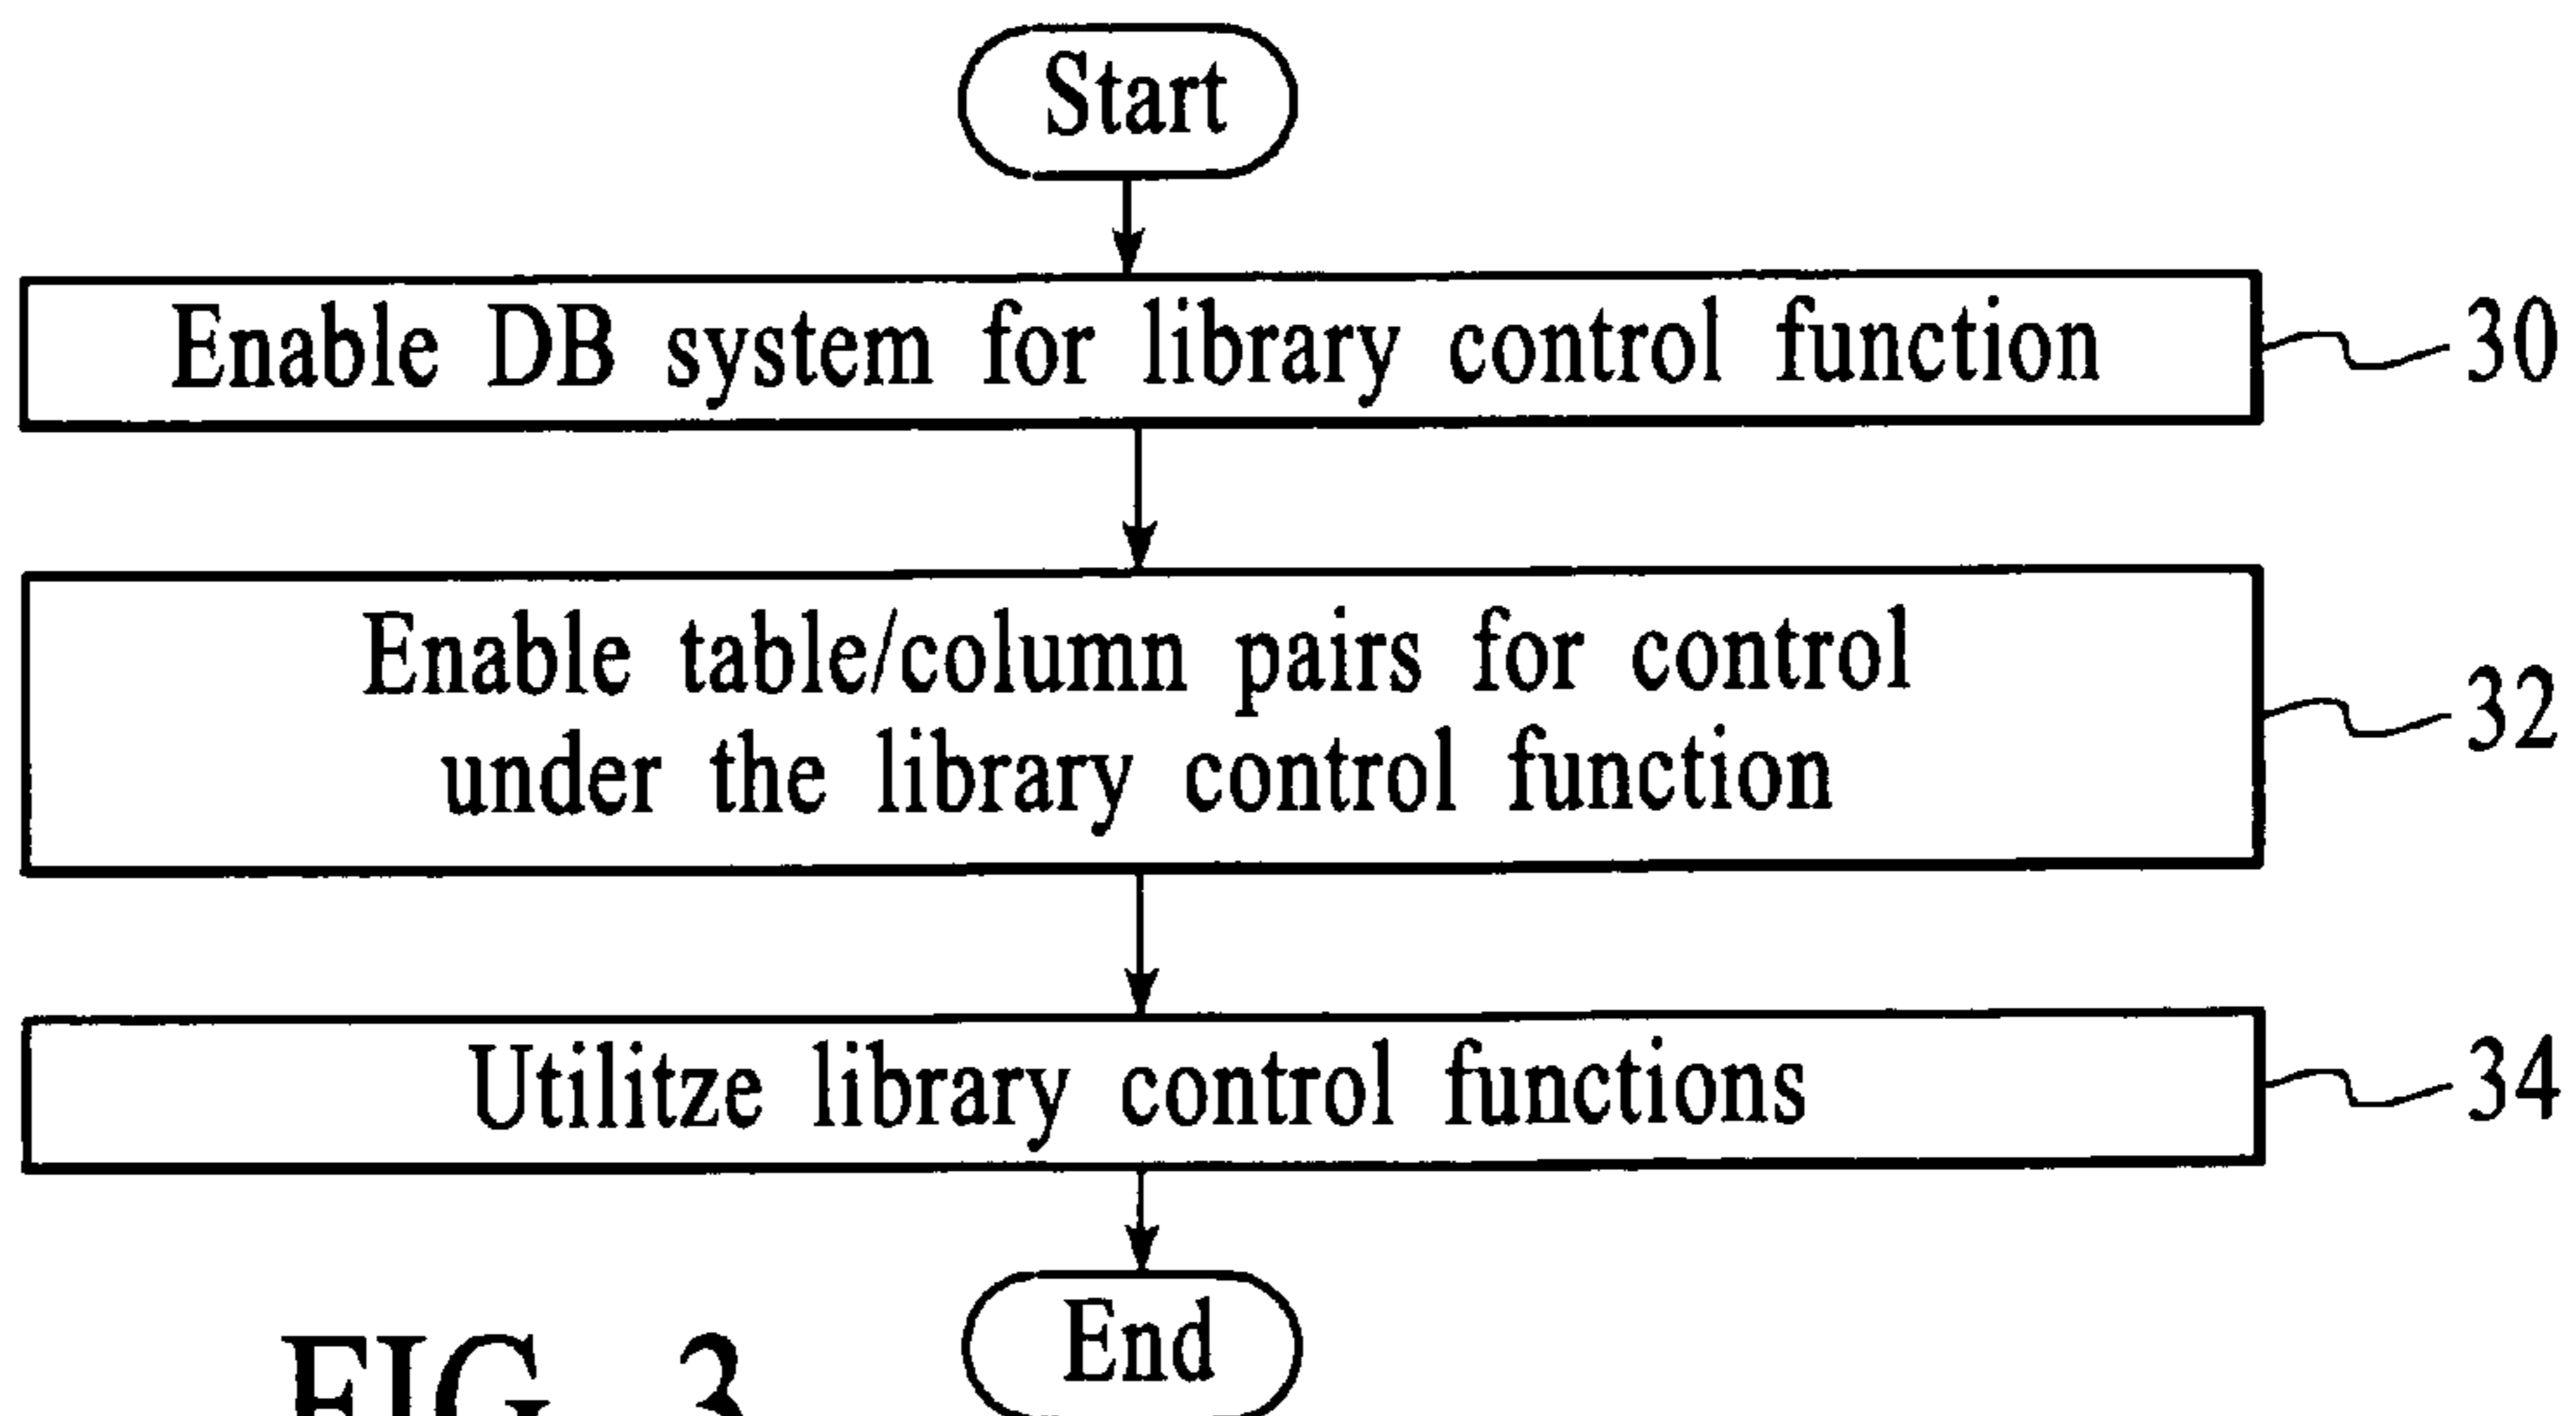 Start
Enable DB system for library control function
30
Enable table/column pairs for control
under the library control function
32
Utilitze library control functions
34
End
FIG. 3